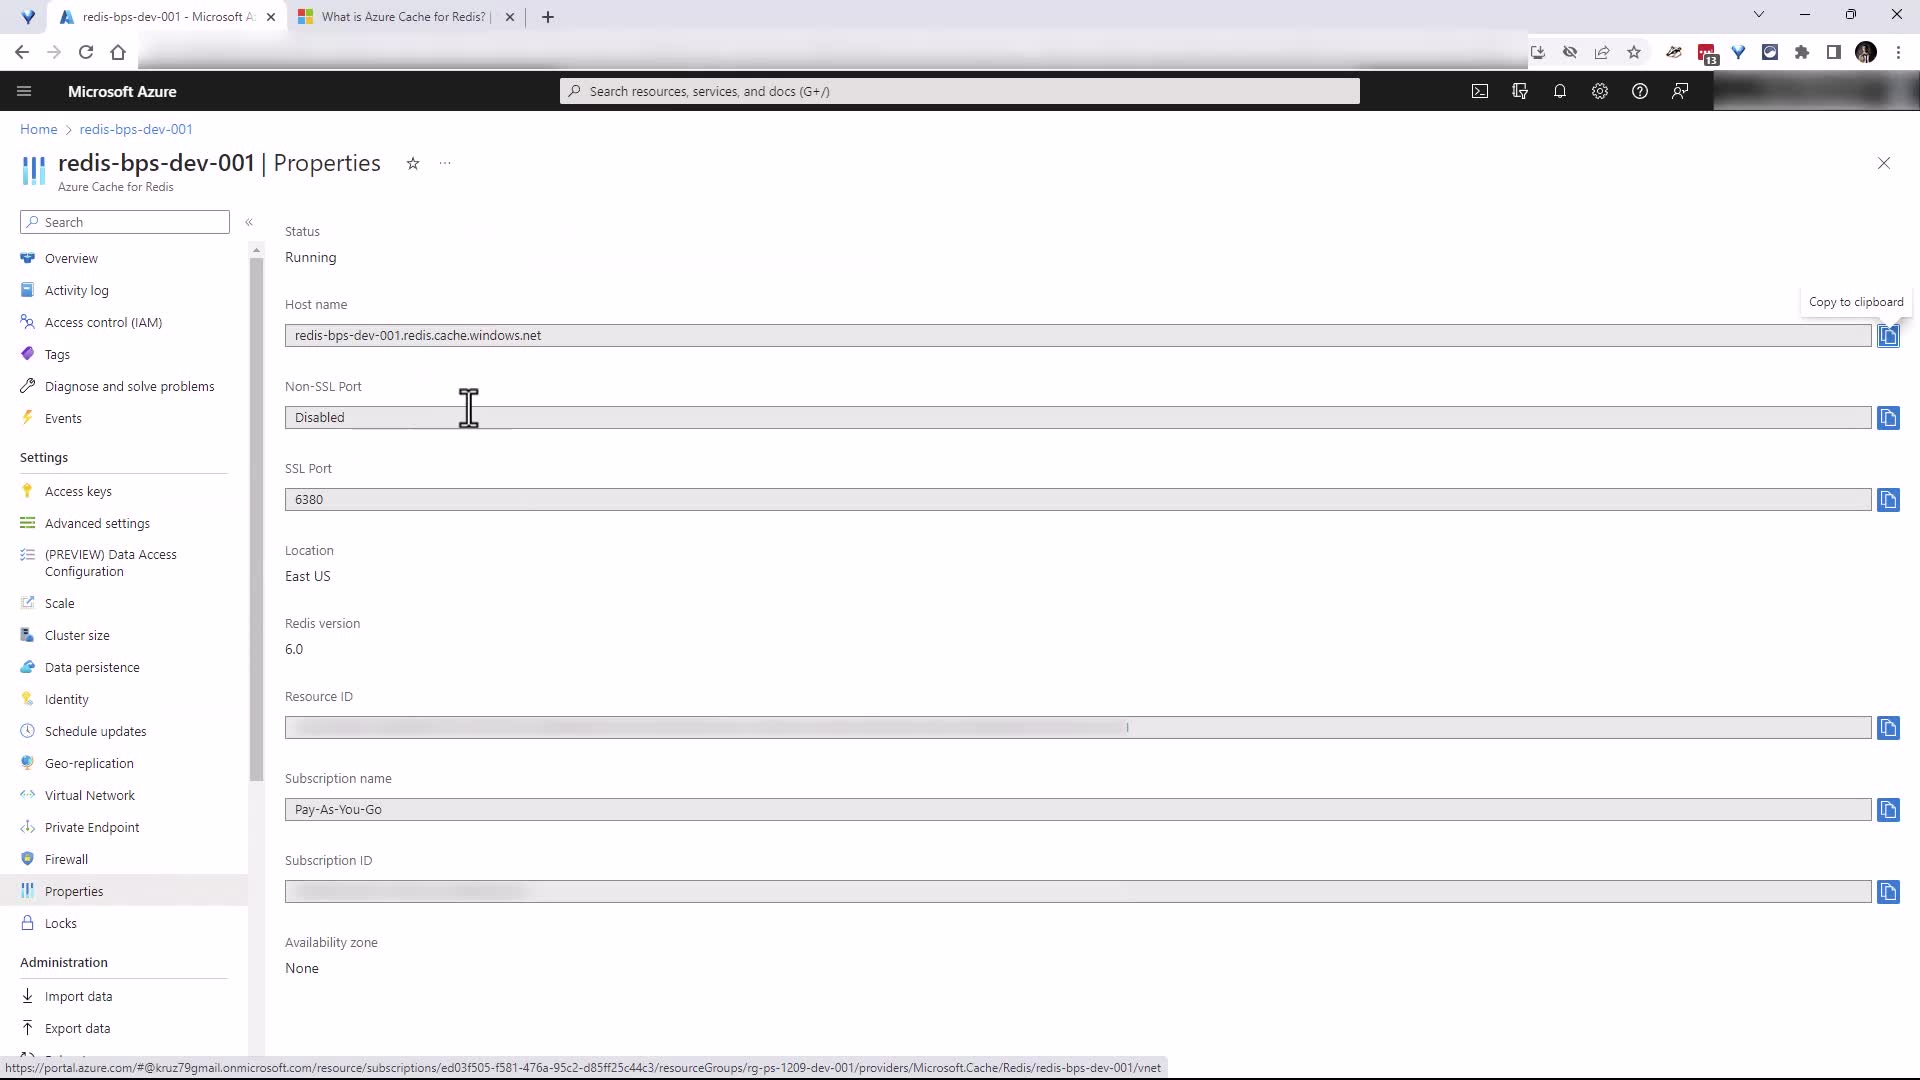 redis-bps-dev-001 - Microsoft A
What is Azure Cache for Redis? |
13
Microsoft Azure
Search resources, services, and docs (G+/)
Home > redis-bps-dev-001
redis-bps-dev-001 | Properties
Azure Cache for Redis
Search
Overview
Activity log
Access control (IAM)
Tags
Diagnose and solve problems
Events
Settings
Access keys
Advanced settings
(PREVIEW) Data Access
Configuration
Scale
Cluster size
Data persistence
Identity
Schedule updates
Geo-replication
Virtual Network
Private Endpoint
Firewall
Properties
Locks
Administration
Import data
Export data
Status
Running
Host name
Copy to clipboard
redis-bps-dev-001.redis.cache.windows.net
Non-SSL Port
Disabled
SSL Port
6380
Location
East US
Redis version
6.0
Resource ID
Subscription name
Pay-As-You-Go
Subscription ID
Availability zone
None
https://portal.azure.com/#@kruz79gmail.onmicrosoft.com/resource/subscriptions/ed03f505-f581-476a-95c2-d85ff25c44c3/resourceGroups/rg-ps-1209-dev-001/providers/Microsoft.Cache/Redis/redis-bps-dev-001/vnet